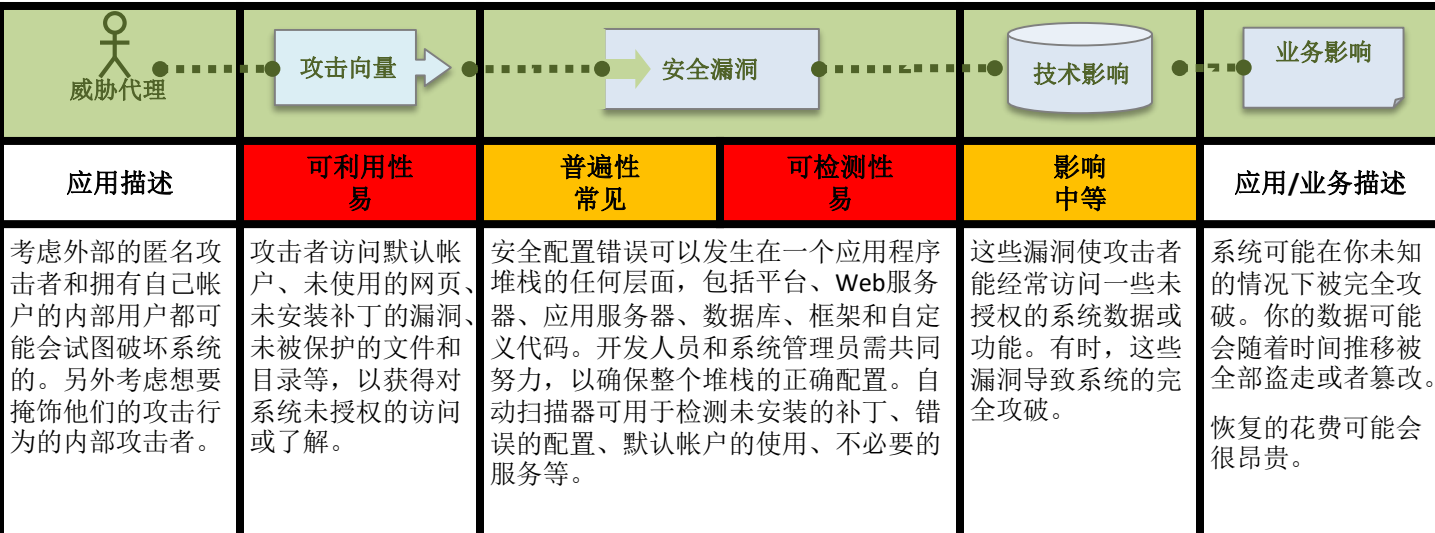 威胁代理
攻击向量
安全漏洞
技术影响
业务影响
应用描述
可利用性
易
普遍性
常见
可检测性
易
影响
中等
应用/业务描述
考虑外部的匿名攻
击者和拥有自己帐
户的内部用户都可
能会试图破坏系统
的。另外考虑想要
掩饰他们的攻击行
为的内部攻击者。
攻击者访问默认帐
户、未使用的网页、
未安装补丁的漏洞、
未被保护的文件和
目录等，以获得对
系统未授权的访问
或了解。
安全配置错误可以发生在一个应用程序
堆栈的任何层面，包括平台、Web服务
器、应用服务器、数据库、框架和自定
义代码。开发人员和系统管理员需共同
努力，以确保整个堆栈的正确配置。自
动扫描器可用于检测未安装的补丁、错
误的配置、默认帐户的使用、不必要的
服务等。
这些漏洞使攻击者
能经常访问一些未
授权的系统数据或
功能。有时，这些
漏洞导致系统的完
全攻破。
系统可能在你未知
的情况下被完全攻
破。你的数据可能
会随着时间推移被
全部盗走或者篡改。
恢复的花费可能会
很昂贵。